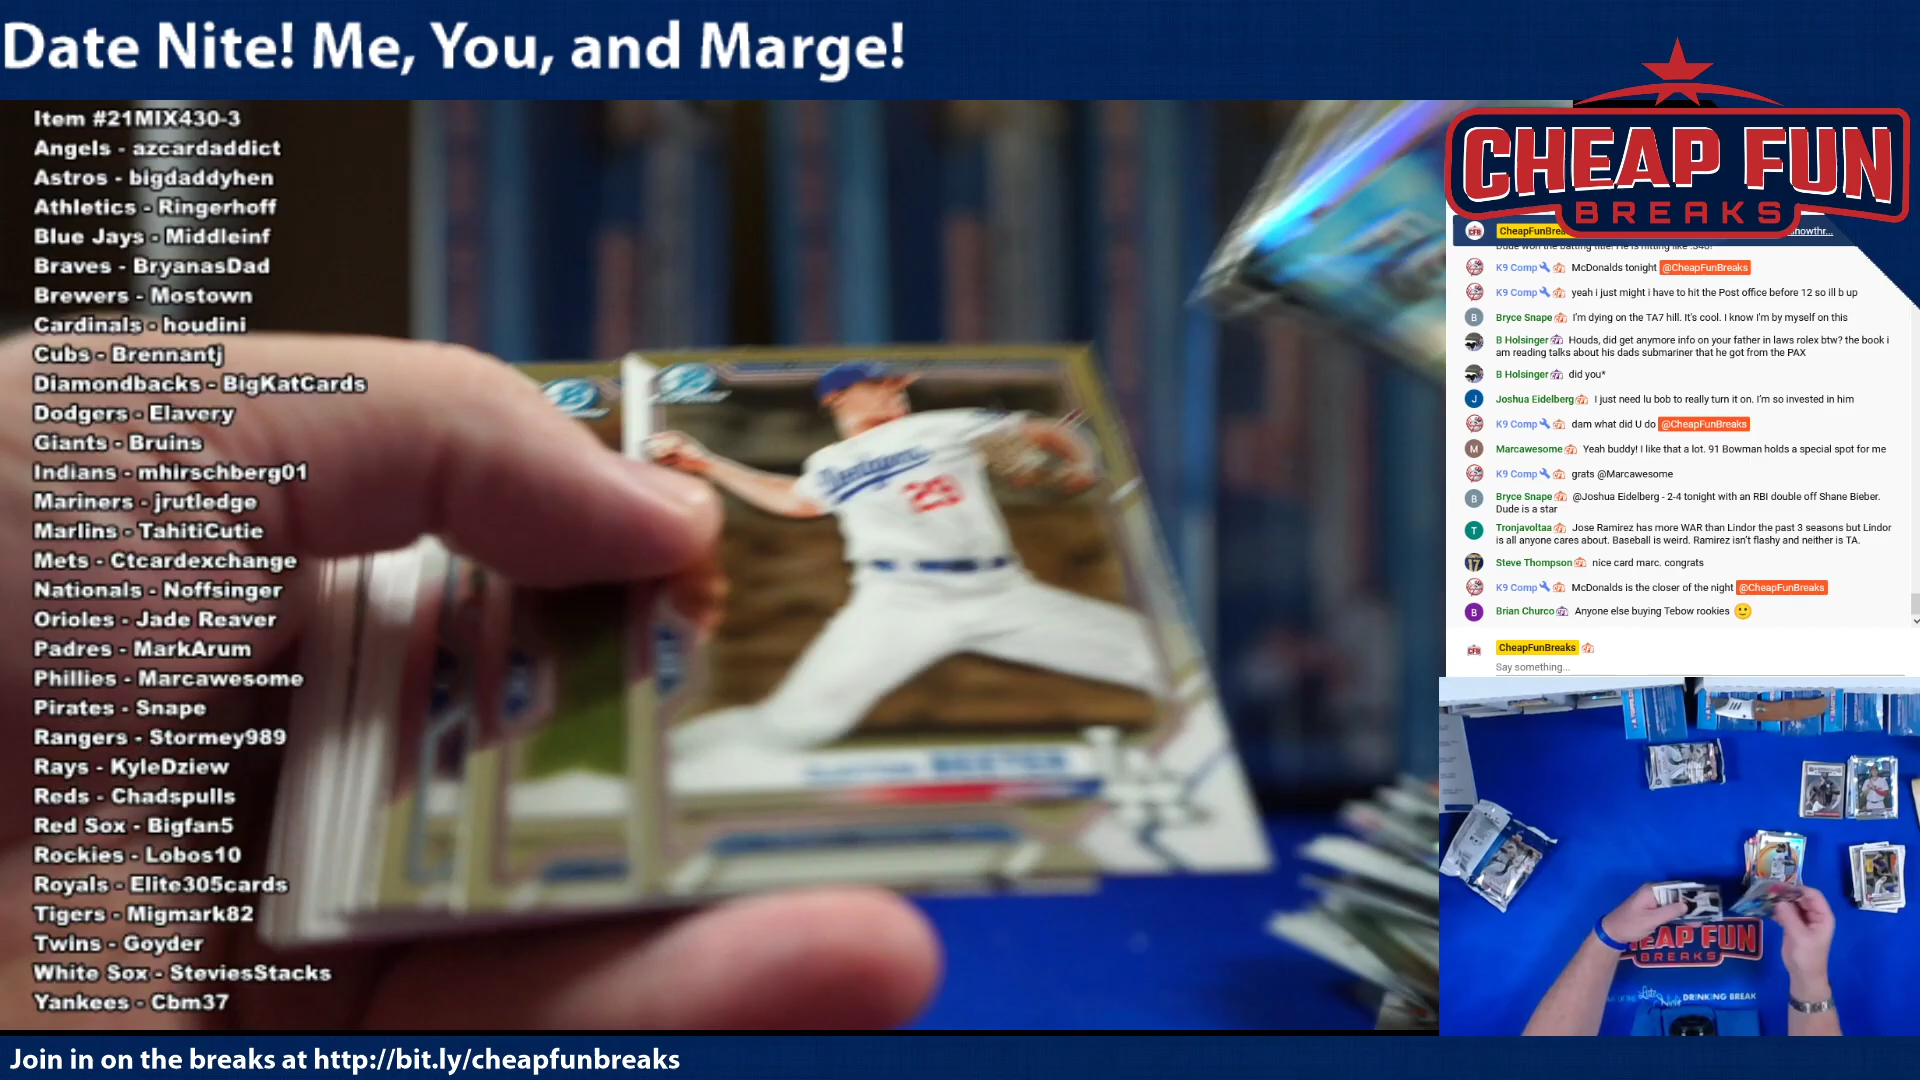 Date Nite! Me, You, and Marge!
Item #21MIX430-3
Angels - azcardaddict
Astros - bigdaddyhen
Athletics - Ringerhoff
Blue Jays - Middleinf
Braves - BryanasDad
Brewers - Mostown
Cardinals - houdini
Cubs - Brennantj
Diamondbacks - BigKatCards
Dodgers - Elavery
Giants - Bruins
Indians - mhirschberg01
Mariners - jrutledge
Marlins - TahitiCutie
Mets - Ctcardexchange
Nationals - Noffsinger
Orioles - Jade Reaver
Padres - MarkArum
Phillies - Marcawesome
Pirates - Snape
Rangers - Stormey989
Rays - KyleDziew
Reds - Chadspulls
Red Sox - Bigfan5
Rockies - Lobos10
Royals - Elite305cards
Tigers - Migmark82
Twins - Goyder
White Sox - SteviesStacks
Yankees - Cbm37
29
CHEAP FUN
BREAKS
K9 Comp McDonalds tonight @CheapFunBreaks
K9 Comp yeah i just might i have to hit the Post office before 12 so ill b up
B Bryce Snape I'm dying on the TA7 hill. It's cool. I know I'm by myself on this
B Holsinger Houds, did get anymore info on your father in laws rolex btw? the book i
am reading talks about his dads submariner that he got from the PAX
B Holsinger did you*
J Joshua Eidelberg I just need lu bob to really turn it on. I'm so invested in him
K9 Comp dam what did U do @CheapFunBreaks
M Marcawesome Yeah buddy! I like that a lot. 91 Bowman holds a special spot for me
K9 Comp grats @Marcawesome
B Bryce Snape @Joshua Eidelberg - 2-4 tonight with an RBI double off Shane Bieber.
Dude is a star
T Tronjavoltaa Jose Ramirez has more WAR than Lindor the past 3 seasons but Lindor
is all anyone cares about. Baseball is weird. Ramirez isn't flashy and neither is TA.
Steve Thompson nice card marc. congrats
K9 Comp McDonalds is the closer of the night @CheapFunBreaks
B Brian Churco Anyone else buying Tebow rookies 🙂
CFB CheapFunBreaks
Say something...
EAP FUN
BREAKS
Late Nite DRINKING BREAK
Join in on the breaks at http://bit.ly/cheapfunbreaks